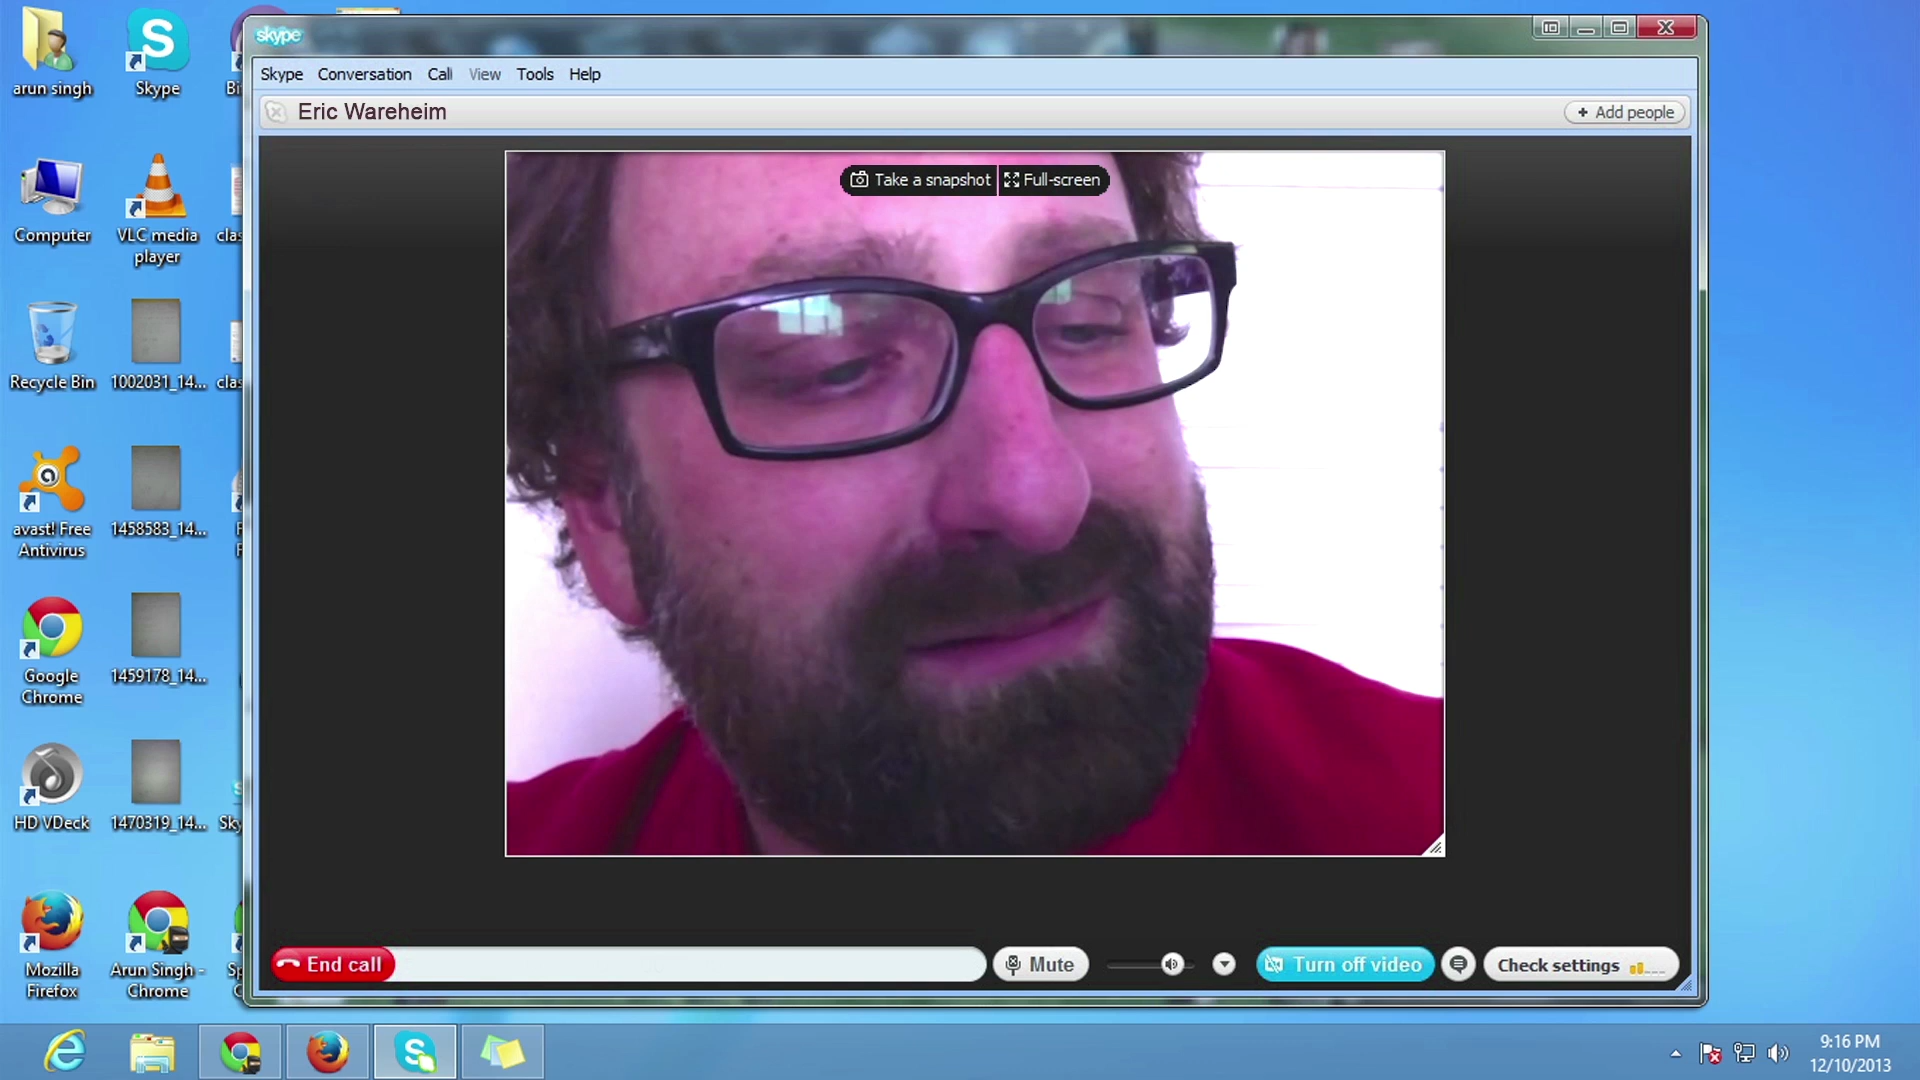 skype
Skype Conversation Call View Tools Help
Eric Wareheim
+ Add people
Take a snapshot
Full-screen
arun singh
Skype
Computer
VLC media
player
Recycle Bin
1002031_14...
avast! Free
Antivirus
1458583_14...
Google
Chrome
1459178_14...
HD VDeck
1470319_14...
Mozilla
Firefox
Arun Singh -
Chrome
End call
Mute
Turn off video
Check settings
9:16 PM
12/10/2013